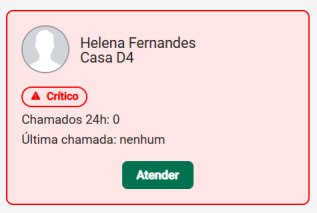 Helena Fernandes
Casa D4
Crítico
Chamados 24h: 0
Última chamada: nenhum
Atender